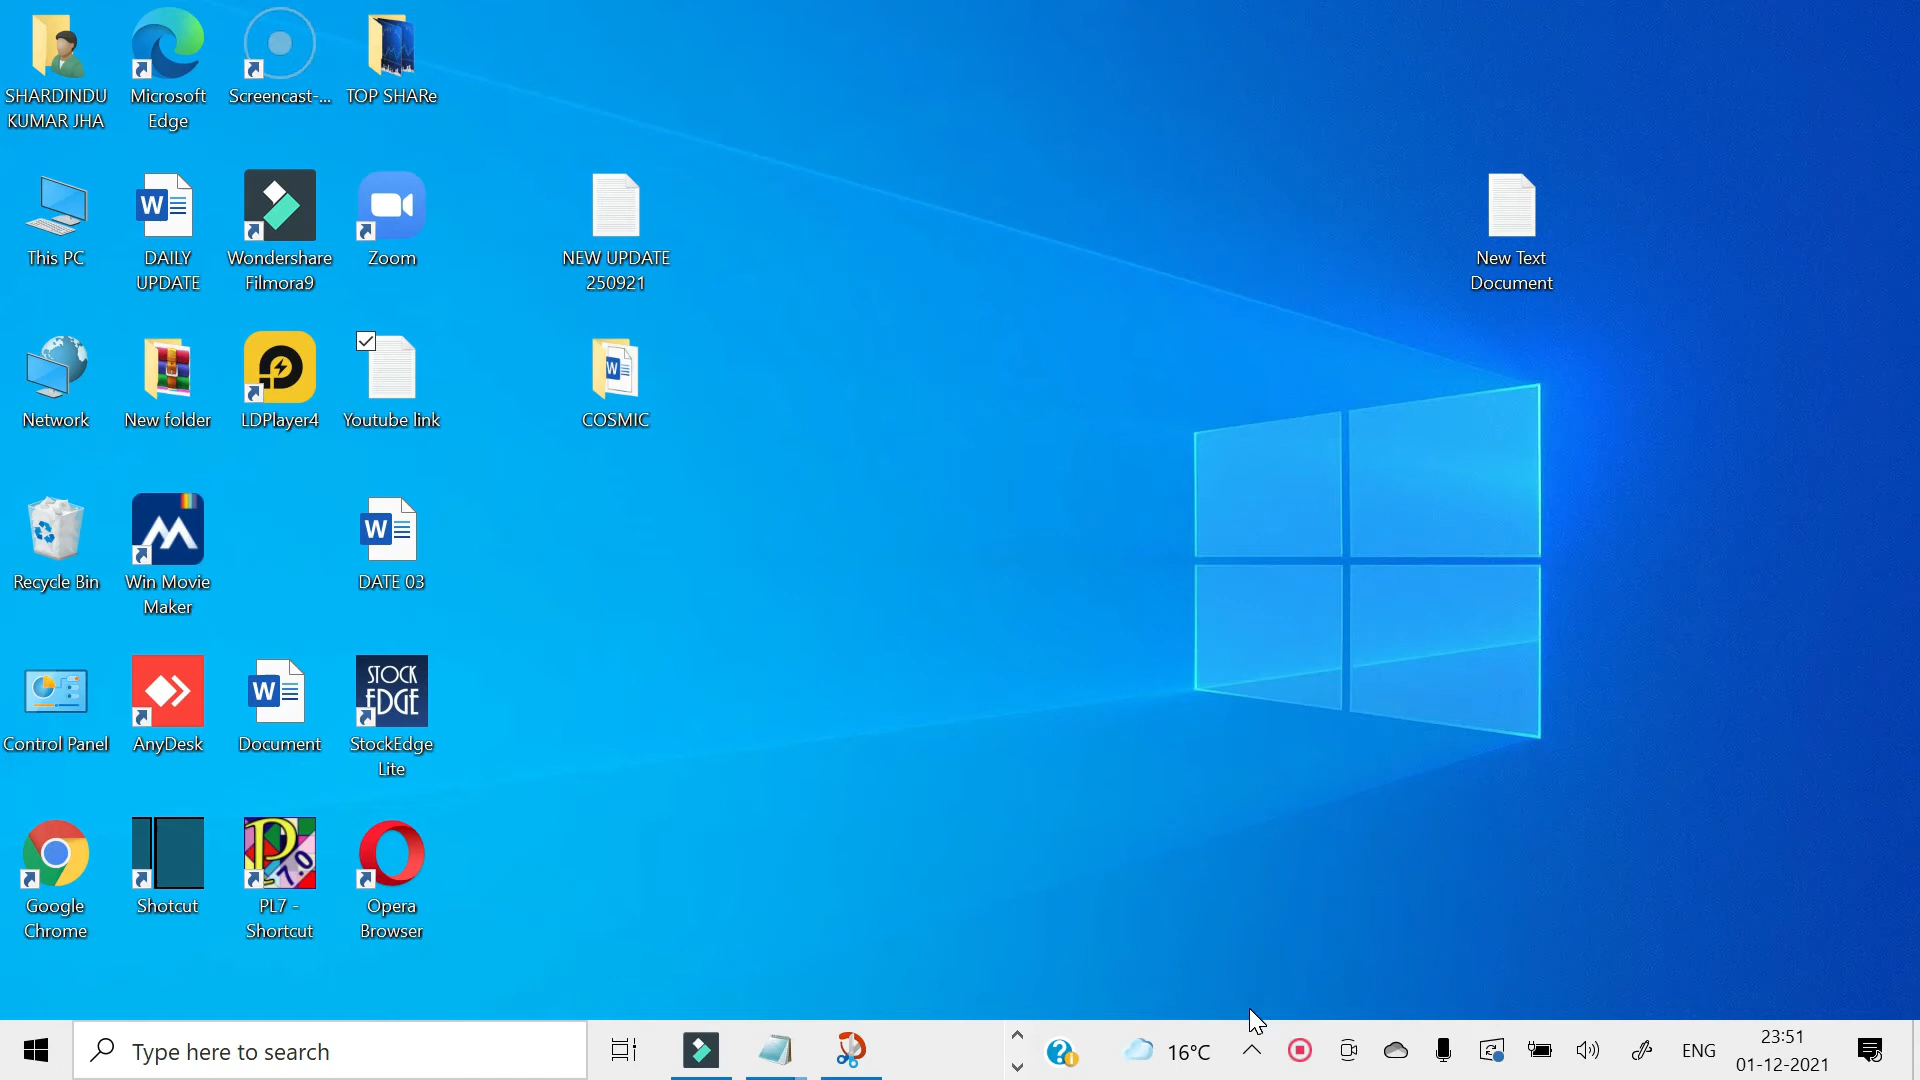 SHARDINDU
KUMAR JHA
Microsoft
Edge
Screencast-...
TOP SHARe
This PC
W
DAILY
UPDATE
Wondershare
Filmora9
Zoom
NEW UPDATE
250921
New Text
Document
Network
New folder
LDPlayer4
Youtube link
W
COSMIC
Recycle Bin
Win Movie
Maker
W
DATE 03
Control Panel
AnyDesk
W
Document
STOCK
EDGE
StockEdge
Lite
Google
Chrome
Shotcut
P
7.0
PL7 -
Shortcut
Opera
Browser
Type here to search
16°C
ENG
23:51
01-12-2021